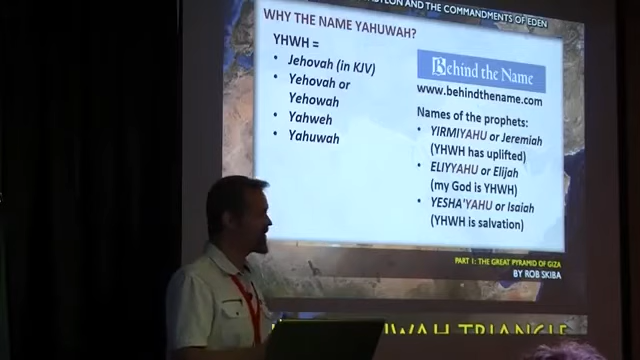 BYLON AND THE COMMANDMENTS OF EDEN
WHY THE NAME YAHUWAH?
YHWH =
• Jehovah (in KJV)
• Yehovah or
Yehowah
• Yahweh
• Yahuwah
Behind the Name
www.behindthename.com
Names of the prophets:
• YIRMIYAHU or Jeremiah
(YHWH has uplifted)
• ELIYYAHU or Elijah
(my God is YHWH)
• YESHA'YAHU or Isaiah
(YHWH is salvation)
PART 1: THE GREAT PYRAMID OF GIZA
BY ROB SKIBA
WAH TRIANGLE